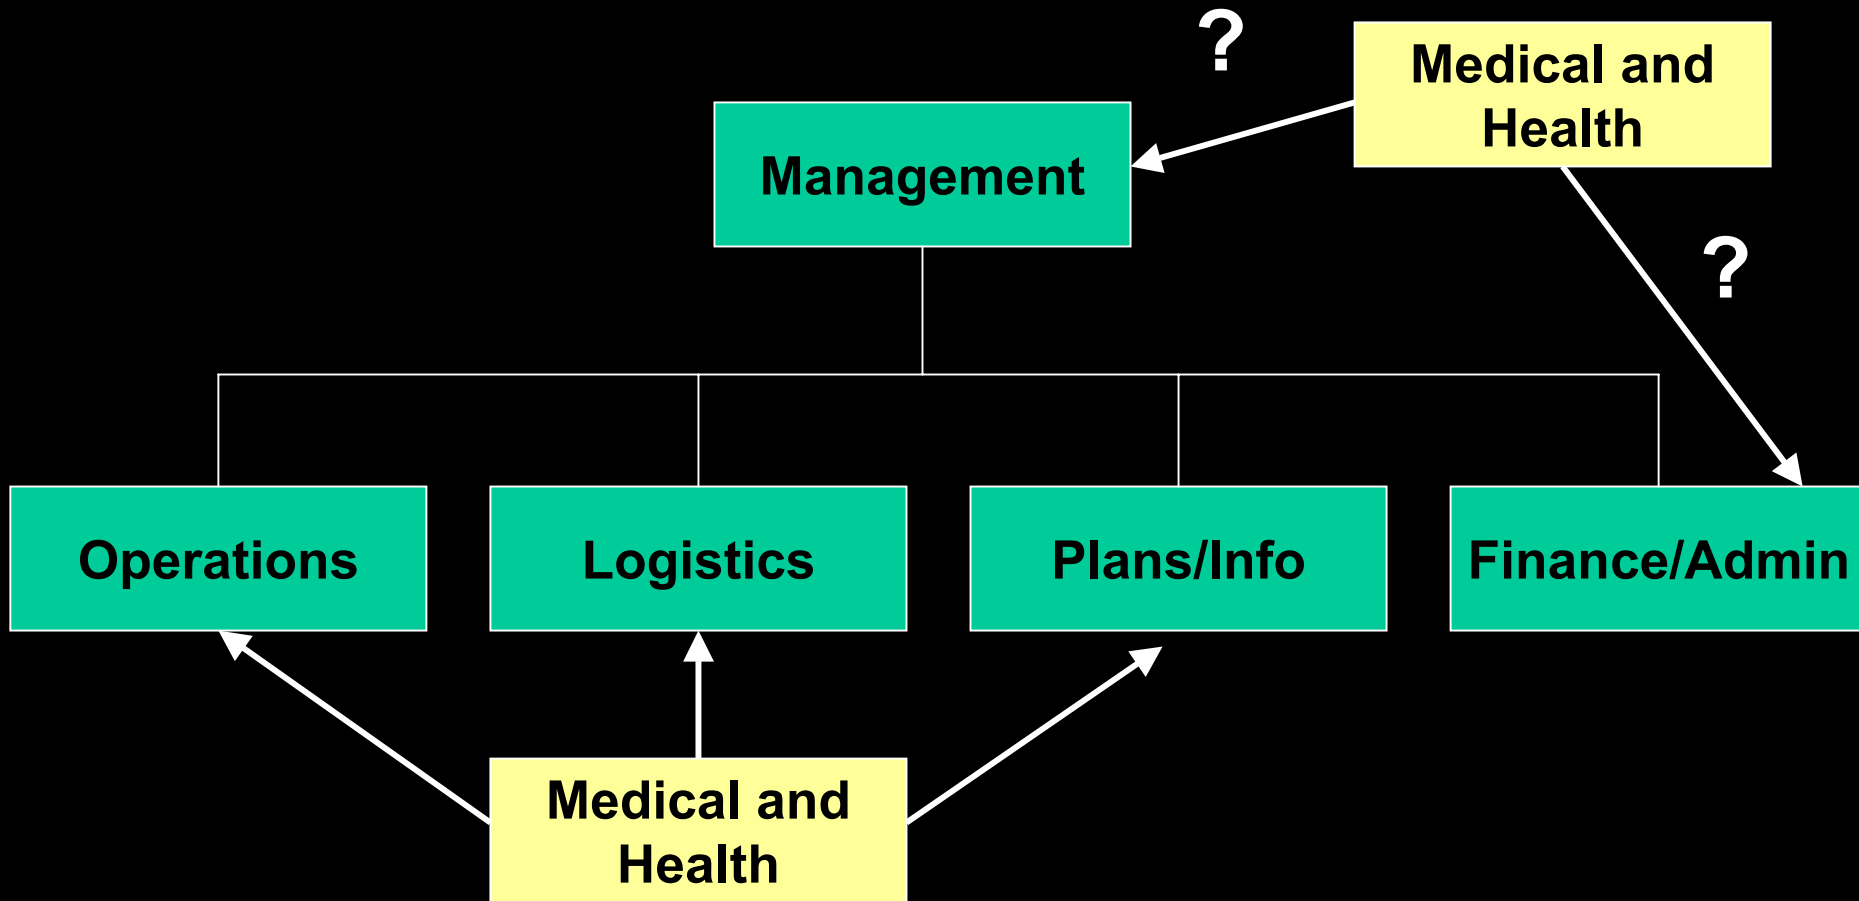 ?
Medical and
Health
Management
?
Operations
Logistics
Plans/Info
Finance/Admin
Medical and
Health